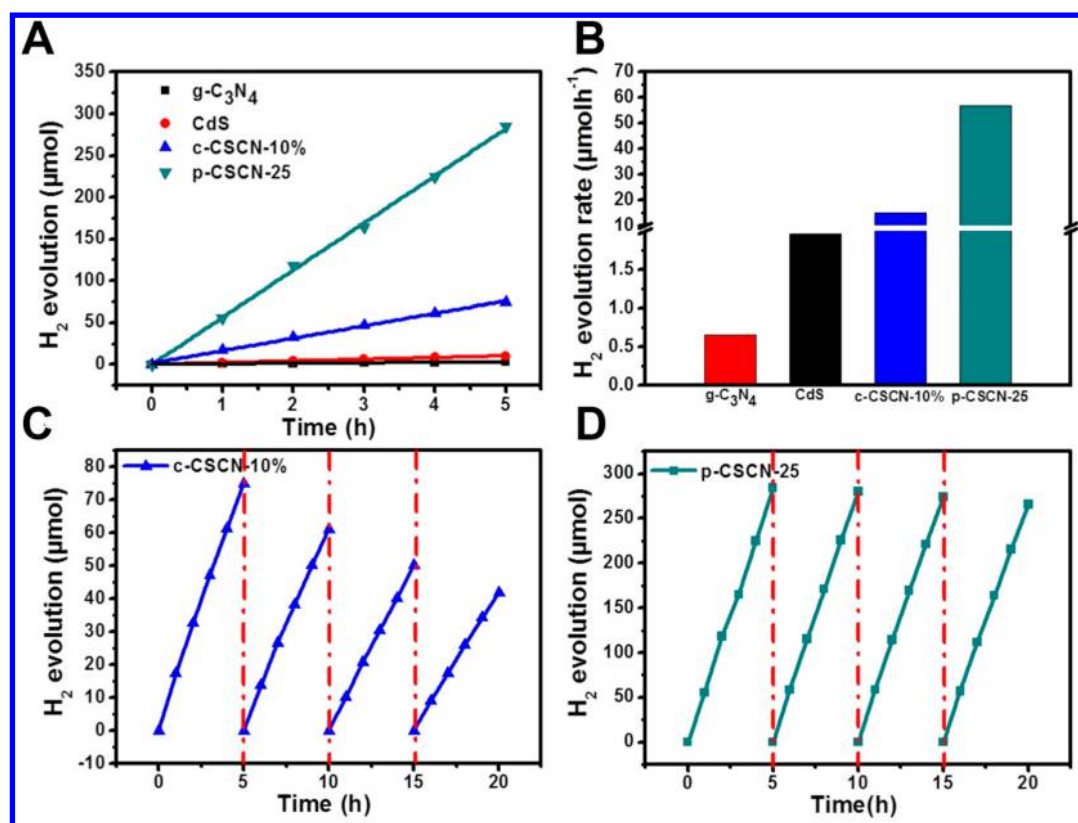 A
H₂ evolution (µmol)
350
300
250
200
150
100
50
0
g-C₃N₄
CdS
c-CSCN-10%
p-CSCN-25
0 1 2 3 4 5
Time (h)
B
H₂ evolution rate (µmolh⁻¹)
70
60
50
40
30
20
10
1.5
1.0
0.5
0.0
g-C₃N₄ CdS c-CSCN-10% p-CSCN-25
C
H₂ evolution (µmol)
80
70
60
50
40
30
20
10
0
-10
c-CSCN-10%
0 5 10 15 20
Time (h)
D
H₂ evolution (µmol)
300
250
200
150
100
50
0
p-CSCN-25
0 5 10 15 20
Time(h)